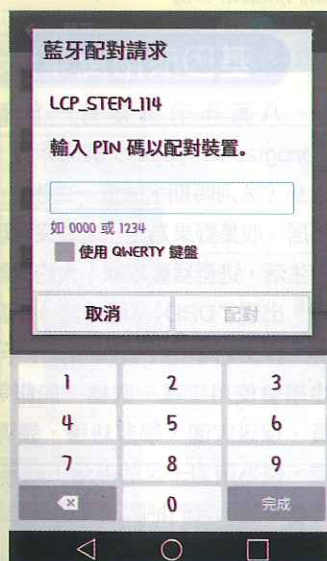 藍牙配對請求
LCP_STEM_114
輸入 PIN 碼以配對裝置。
如 0000 或 1234
使用 QWERTY 鍵盤
取消 配對
1 2 3
4 5 6
7 8 9
0 完成